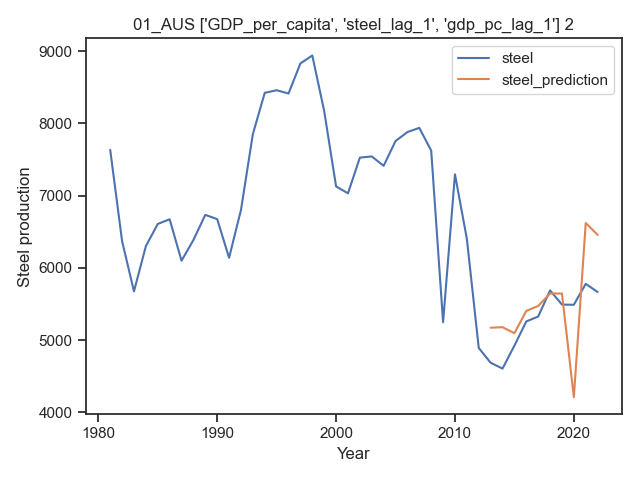 01_AUS ['GDP_per_capita', 'steel_lag_1', 'gdp_pc_lag_1'] 2
steel
steel_prediction
9000
8000
7000
6000
5000
4000
Steel production
1980
1990
2000
2010
2020
Year